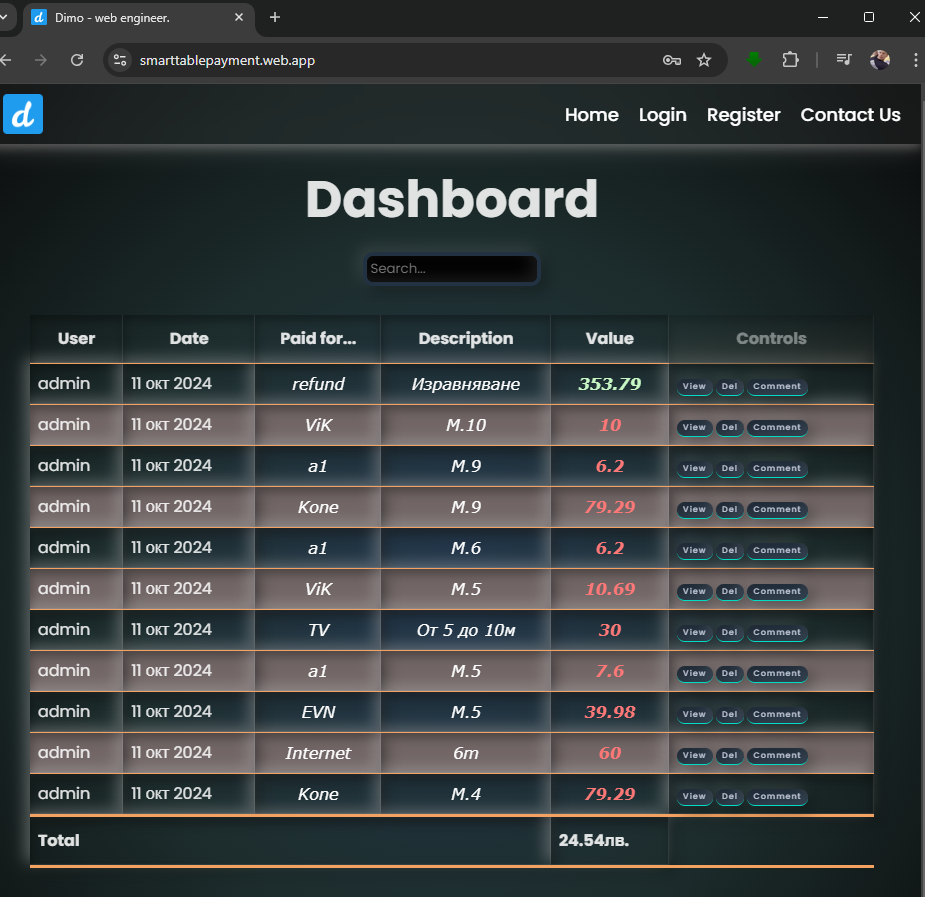 d Dimo - web engineer.
smarttablepayment.web.app
d Home Login Register Contact Us
Dashboard
Search...
User Date Paid for... Description Value Controls
admin 11 окт 2024 refund Изравняване 353.79 View Del Comment
admin 11 окт 2024 ViK М.10 10 View Del Comment
admin 11 окт 2024 a1 М.9 6.2 View Del Comment
admin 11 окт 2024 Kone М.9 79.29 View Del Comment
admin 11 окт 2024 a1 М.6 6.2 View Del Comment
admin 11 окт 2024 ViK М.5 10.69 View Del Comment
admin 11 окт 2024 TV От 5 до 10м 30 View Del Comment
admin 11 окт 2024 a1 М.5 7.6 View Del Comment
admin 11 окт 2024 EVN М.5 39.98 View Del Comment
admin 11 окт 2024 Internet 6m 60 View Del Comment
admin 11 окт 2024 Kone М.4 79.29 View Del Comment
Total 24.54лв.